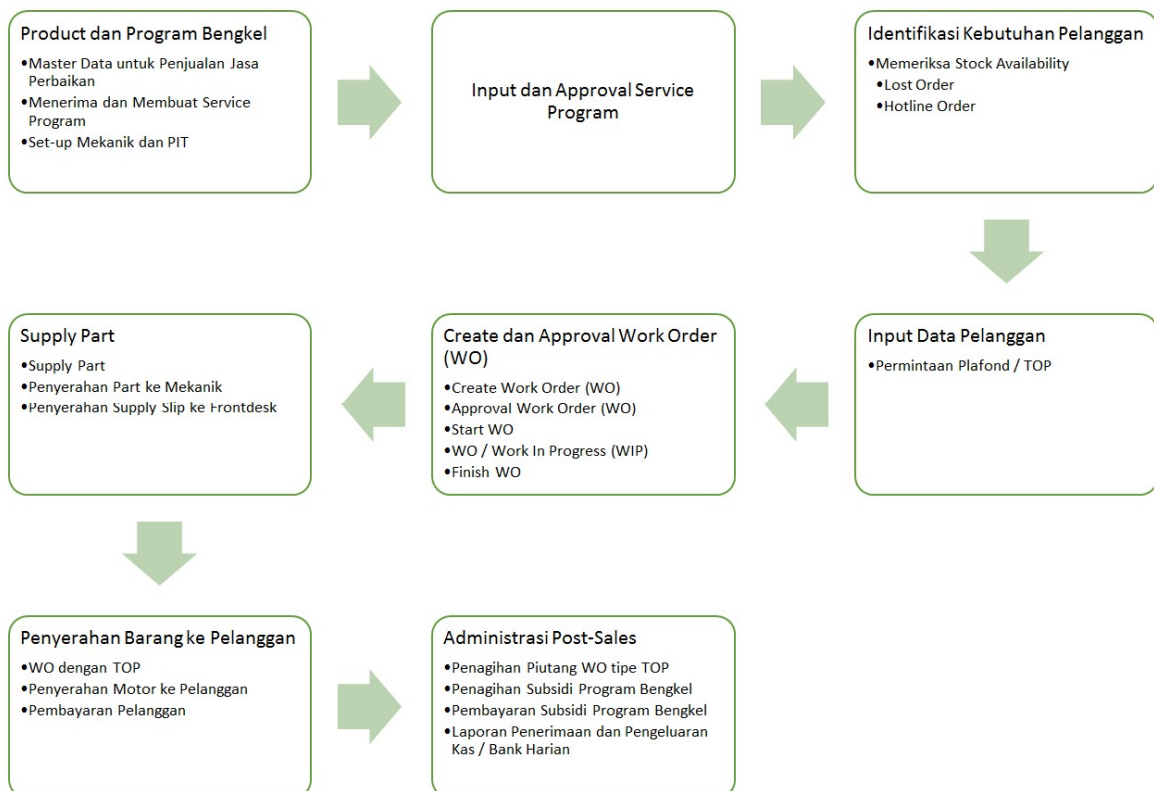 Product dan Program Bengkel
•Master Data untuk Penjualan Jasa
Perbaikan
•Menerima dan Membuat Service
Program
•Set-up Mekanik dan PIT
Input dan Approval Service
Program
Identifikasi Kebutuhan Pelanggan
•Memeriksa Stock Availability
•Lost Order
•Hotline Order
Input Data Pelanggan
•Permintaan Plafond / TOP
Create dan Approval Work Order
(WO)
•Create Work Order (WO)
•Approval Work Order (WO)
•Start WO
•WO / Work In Progress (WIP)
•Finish WO
Supply Part
•Supply Part
•Penyerahan Part ke Mekanik
•Penyerahan Supply Slip ke Frontdesk
Penyerahan Barang ke Pelanggan
•WO dengan TOP
•Penyerahan Motor ke Pelanggan
•Pembayaran Pelanggan
Administrasi Post-Sales
•Penagihan Piutang WO tipe TOP
•Penagihan Subsidi Program Bengkel
•Pembayaran Subsidi Program Bengkel
•Laporan Penerimaan dan Pengeluaran
Kas / Bank Harian